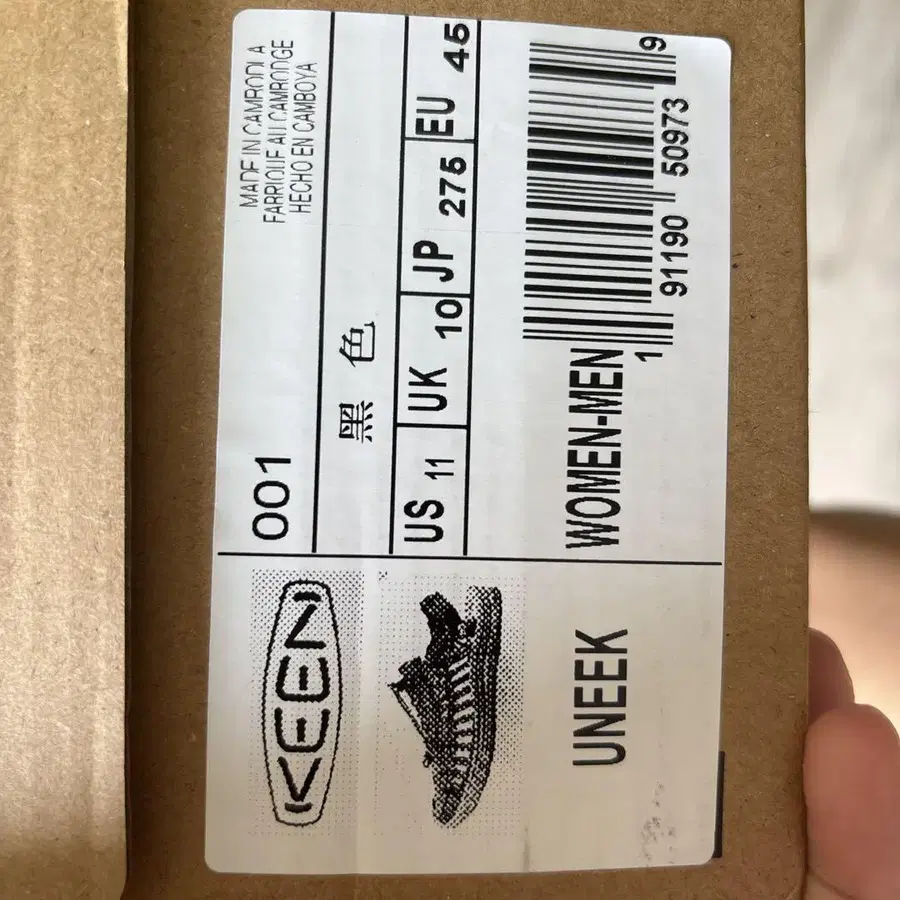 KEEN
001
MADE IN CAMBODIA
FABRIQUE AU CAMBODGE
HECHO EN CAMBOYA
黑 色
US 11 UK 10 JP 275 EU 45
UNEEK
WOMEN-MEN
1 91190 50973 9